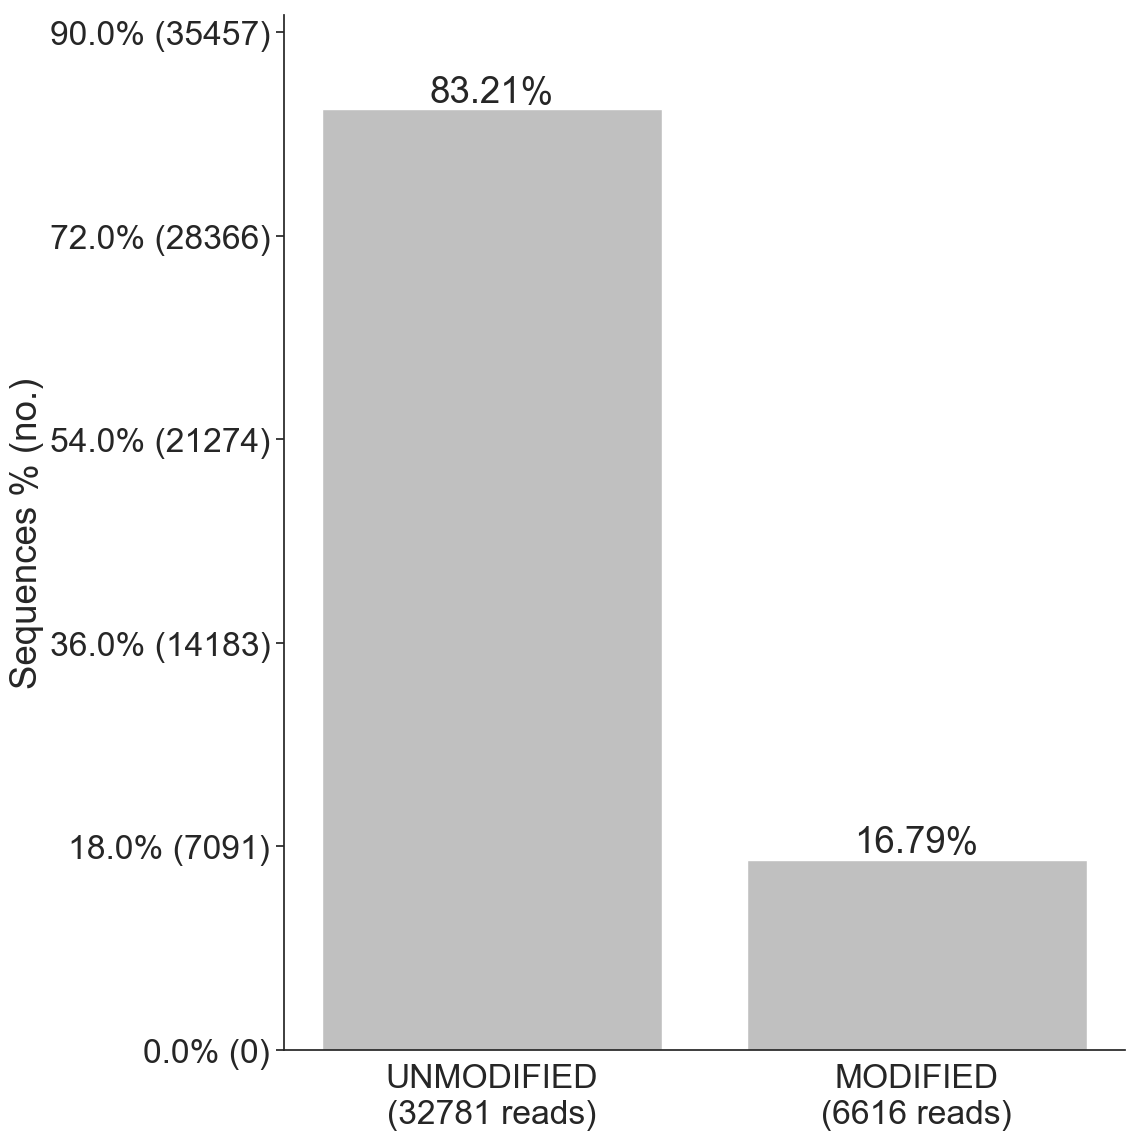 90.0% (35457)
83.21%
72.0% (28366)
Sequences % (no.)
54.0% (21274)
36.0% (14183)
18.0% (7091)
16.79%
0.0% (0)
UNMODIFIED
(32781 reads)
MODIFIED
(6616 reads)